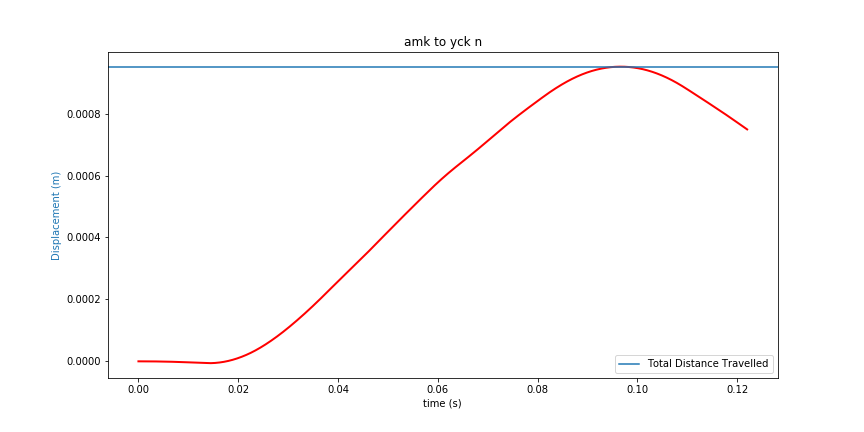 amk to yck n
Displacement (m)
0.0008
0.0006
0.0004
0.0002
0.0000
Total Distance Travelled
0.00 0.02 0.04 0.06 0.08 0.10 0.12
time (s)